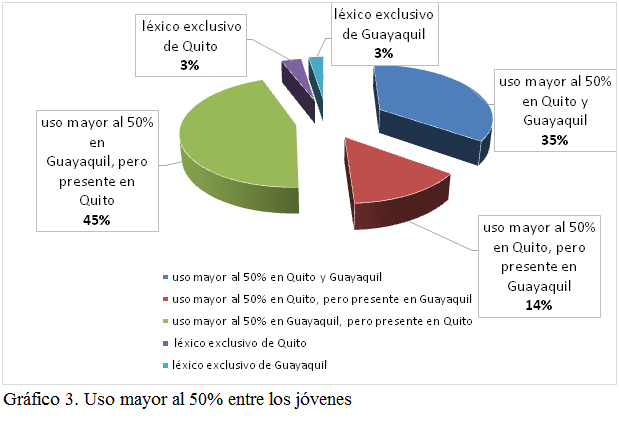 léxico exclusivo
de Quito
3%
léxico exclusivo
de Guayaquil
3%
uso mayor al 50%
en Quito y
Guayaquil
35%
uso mayor al 50%
en
Guayaquil, pero
presente en
Quito
45%
uso mayor al 50%
en Quito, pero
presente en
Guayaquil
14%
uso mayor al 50% en Quito y Guayaquil
uso mayor al 50% en Quito, pero presente en Guayaquil
uso mayor al 50% en Guayaquil, pero presente en Quito
léxico exclusivo de Quito
léxico exclusivo de Guayaquil
Gráfico 3. Uso mayor al 50% entre los jóvenes